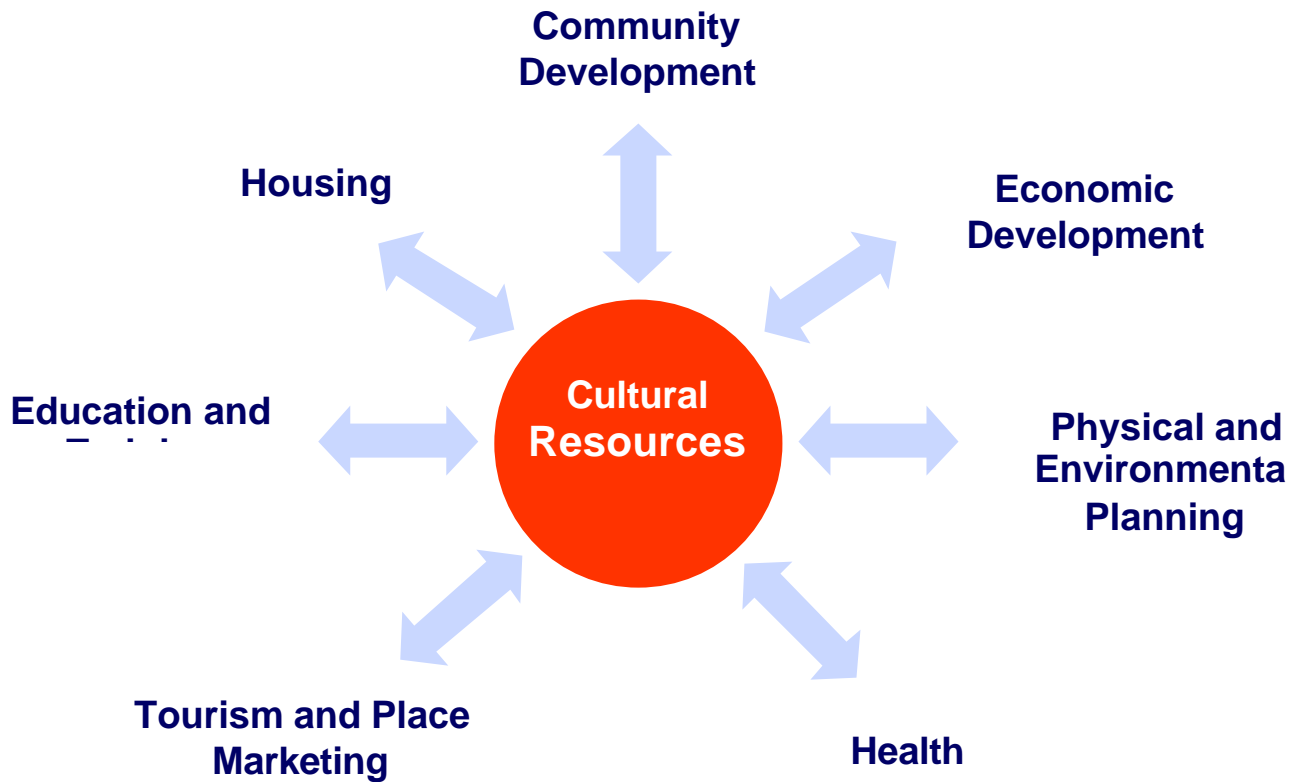 Community
Development
Housing
Economic
Development
Cultural
Resources
Education and
Physical and
Environmenta
Planning
Tourism and Place
Marketing
Health